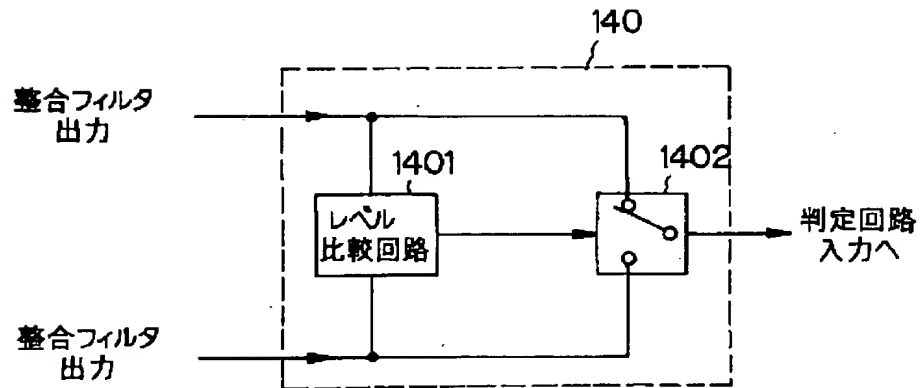 140
整合フィルタ
出力
1401
1402
レベル
比較回路
判定回路
入力へ
整合フィルタ
出力